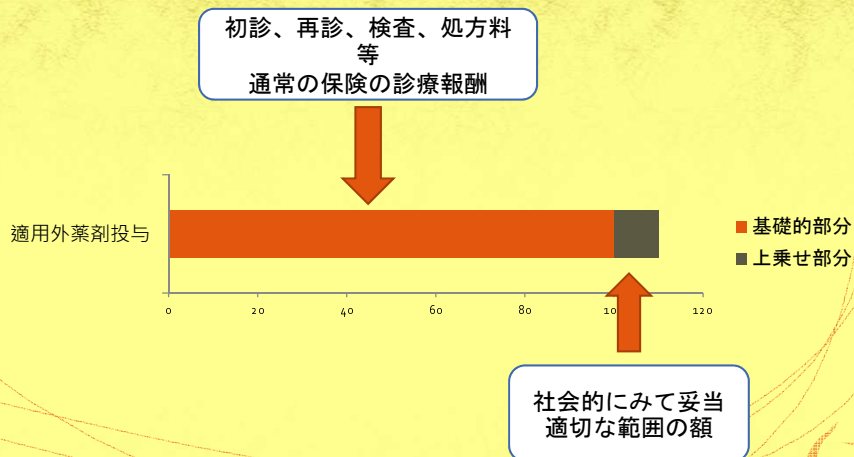 初診、再診、検査、処方料
等
通常の保険の診療報酬
適用外薬剤投与
基礎的部分
上乗せ部分
0 20 40 60 80 10 120
社会的にみて妥当
適切な範囲の額